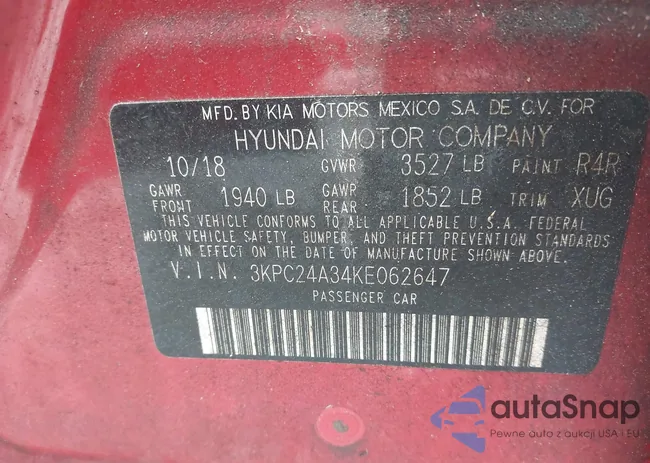 MFD. BY KIA MOTORS MEXICO S.A. DE C.V. FOR
HYUNDAI MOTOR COMPANY
10/18 GVWR 3527 LB PAINT R4R
GAWR FRONT 1940 LB GAWR REAR 1852 LB TRIM XUG
THIS VEHICLE CONFORMS TO ALL APPLICABLE U.S.A. FEDERAL
MOTOR VEHICLE SAFETY, BUMPER, AND THEFT PREVENTION STANDARDS
IN EFFECT ON THE DATE OF MANUFACTURE SHOWN ABOVE.
V.I.N. 3KPC24A34KE062647
PASSENGER CAR
autaSnap
Pewne auto z aukcji USA i EU